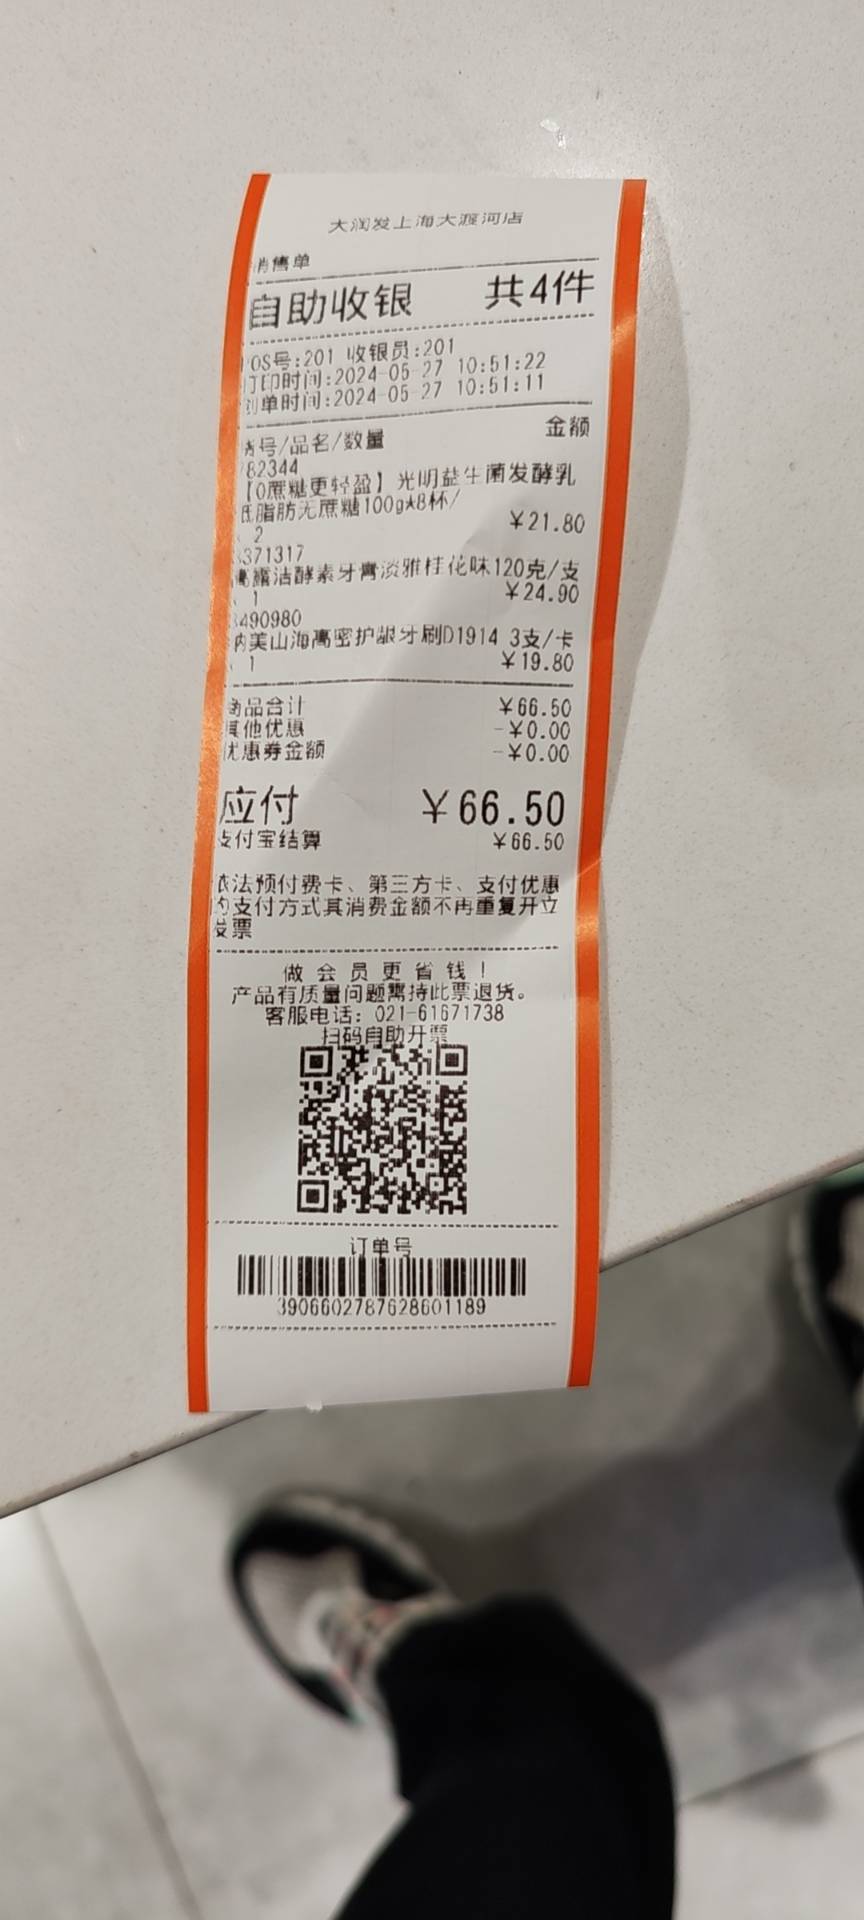 大润发上海大渡河店
消售单
自助收银 共4件
OS号:201 收银员:201
打印时间:2024-05-27 10:51:22
创单时间:2024-05-27 10:51:11
货号/品名/数量 金额
782344
【0蔗糖更轻盈】光明益生菌发酵乳
低脂肪无蔗糖100g*8杯/
2 ￥21.80
371317
高露洁酵素牙膏淡雅桂花味120克/支
1 ￥24.90
490980
纳美山海高密护龈牙刷D1914 3支/卡
1 ￥19.80
商品合计 ￥66.50
其他优惠 -￥0.00
优惠券金额 -￥0.00
应付 ￥66.50
支付宝结算 ￥66.50
依法预付费卡、第三方卡、支付优惠
的支付方式其消费金额不再重复开立
发票
做会员更省钱！
产品有质量问题需持此票退货。
客服电话: 021-61671738
扫码自助开票
订单号
3906602787628601189